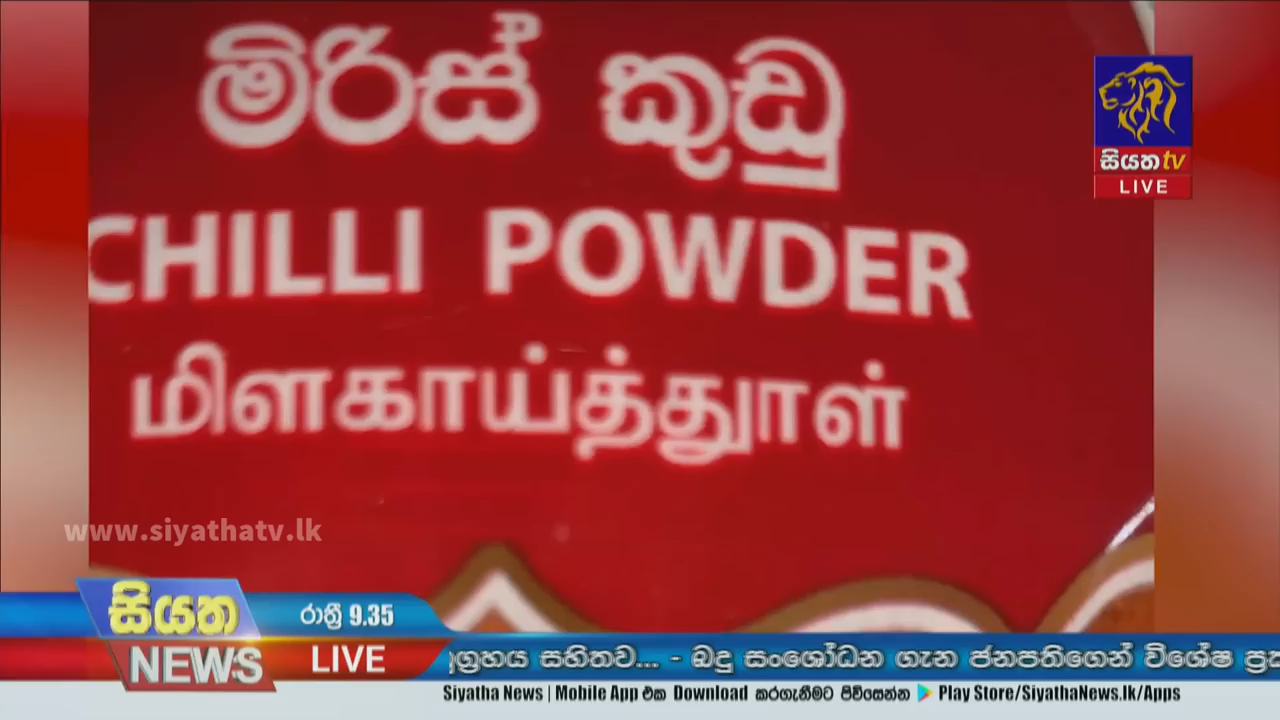 මිරිස් කුඩු
CHILLI POWDER
மிளகாய்த்தூள்
සියත tv
LIVE
www.siyathatv.lk
සියත
NEWS
රාත්‍රී 9.35
LIVE
සහිතව... - බදු සංශෝධන ගැන ජනපතිගෙන් විශේෂ
Siyatha News | Mobile App එක Download කරගැනීමට පිවිසෙන්න Play Store/SiyathaNews.lk/Apps